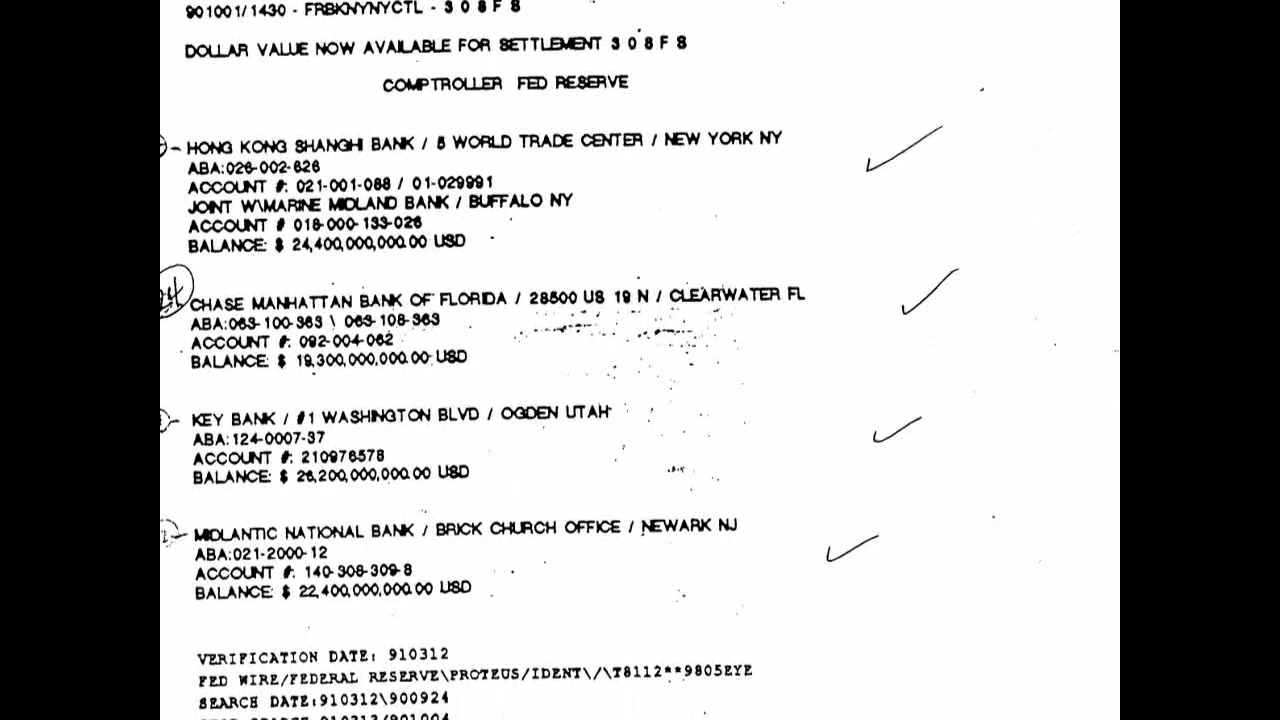 901001/1430 - FRBKNYNYCTL - 3 0 8 F S
DOLLAR VALUE NOW AVAILABLE FOR SETTLEMENT 3 0 8 F S
COMPTROLLER FED RESERVE
HONG KONG SHANGHI BANK / 5 WORLD TRADE CENTER / NEW YORK NY
ABA:026-002-626
ACCOUNT #: 021-001-088 / 01-029991
JOINT W\MARINE MIDLAND BANK / BUFFALO NY
ACCOUNT # 018-000-133-026
BALANCE: $ 24,400,000,000.00 USD
24
CHASE MANHATTAN BANK OF FLORIDA / 28500 US 19 N / CLEARWATER FL
ABA:063-100-363 \ 063-108-363
ACCOUNT #: 092-004-062
BALANCE: $ 19,300,000,000.00 USD
KEY BANK / #1 WASHINGTON BLVD / OGDEN UTAH
ABA:124-0007-37
ACCOUNT #: 210976578
BALANCE: $ 26,200,000,000.00 USD
MIDLANTIC NATIONAL BANK / BRICK CHURCH OFFICE / NEWARK NJ
ABA:021-2000-12
ACCOUNT #: 140-308-309-8
BALANCE: $ 22,400,000,000.00 USD
VERIFICATION DATE: 910312
FED WIRE/FEDERAL RESERVE\PROTEUS/IDENT\/\T8112**9805EYE
SEARCH DATE:910312\900924